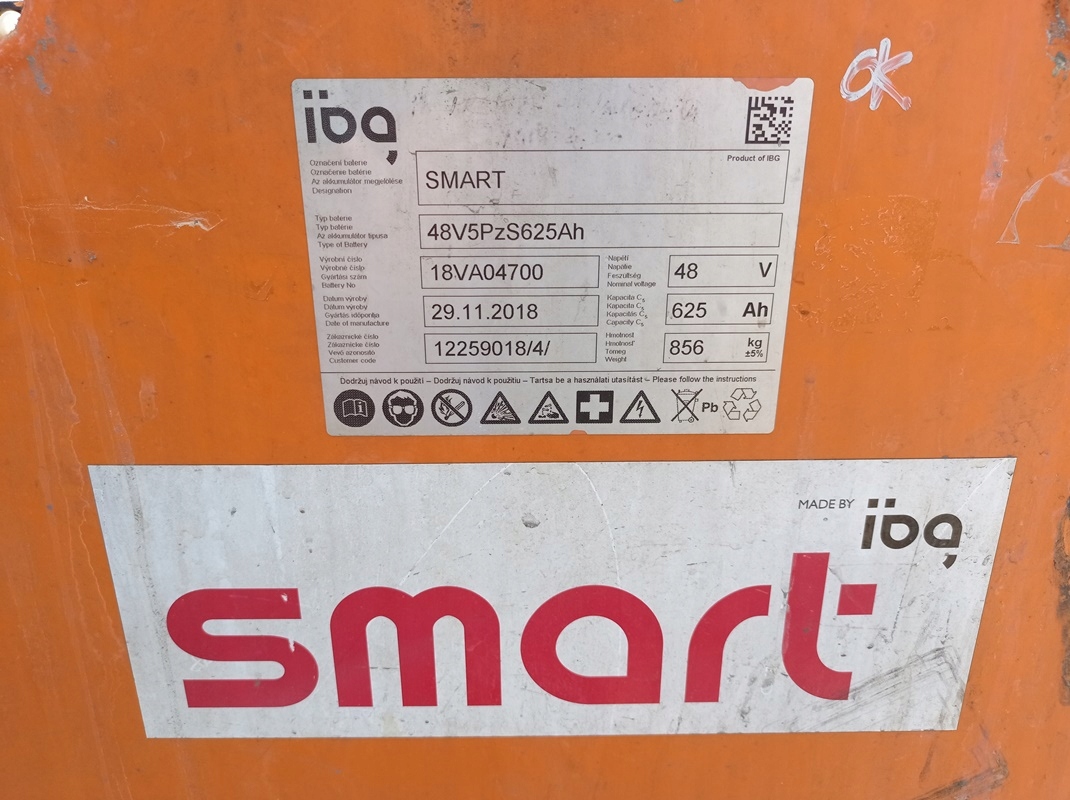 OK
ibg
Product of IBG
Označení baterie
Označenie batérie
Az akkumulátor megjelölése
Designation
SMART
Typ baterie
Typ batérie
Az akkumulátor típusa
Type of Battery
48V5PzS625Ah
Výrobní číslo
Výrobné číslo
Gyártási szám
Battery No
18VA04700
Napětí
Napätie
Feszültség
Nominal voltage
48 V
Datum výroby
Dátum výroby
Gyártás időpontja
Date of manufacture
29.11.2018
Kapacita C5
Kapacita C5
Kapacitás C5
Capacity C5
625 Ah
Zákaznické číslo
Zákaznícke číslo
Vevő azonosító
Customer code
12259018/4/
Hmotnost
Hmotnosť
Tömeg
Weight
856 kg
±5%
Dodržuj návod k použití – Dodržuj návod k použitiu – Tartsa be a használati utasítást – Please follow the instructions
Pb
MADE BY ibg
smart